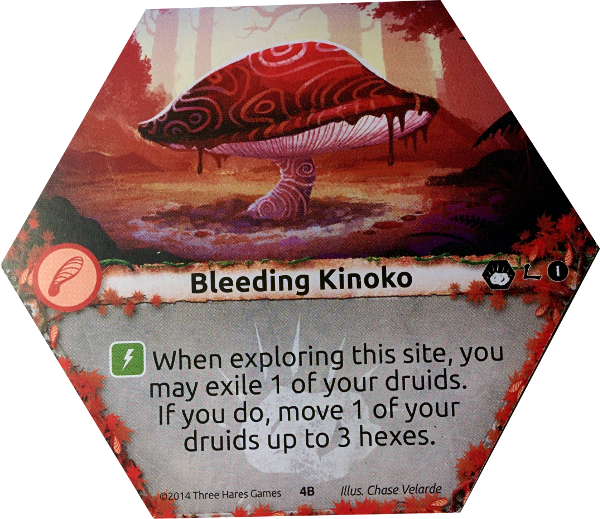 Bleeding Kinoko
1
When exploring this site, you
may exile 1 of your druids.
If you do, move 1 of your
druids up to 3 hexes.
©2014 Three Hares Games 4B Illus. Chase Velarde